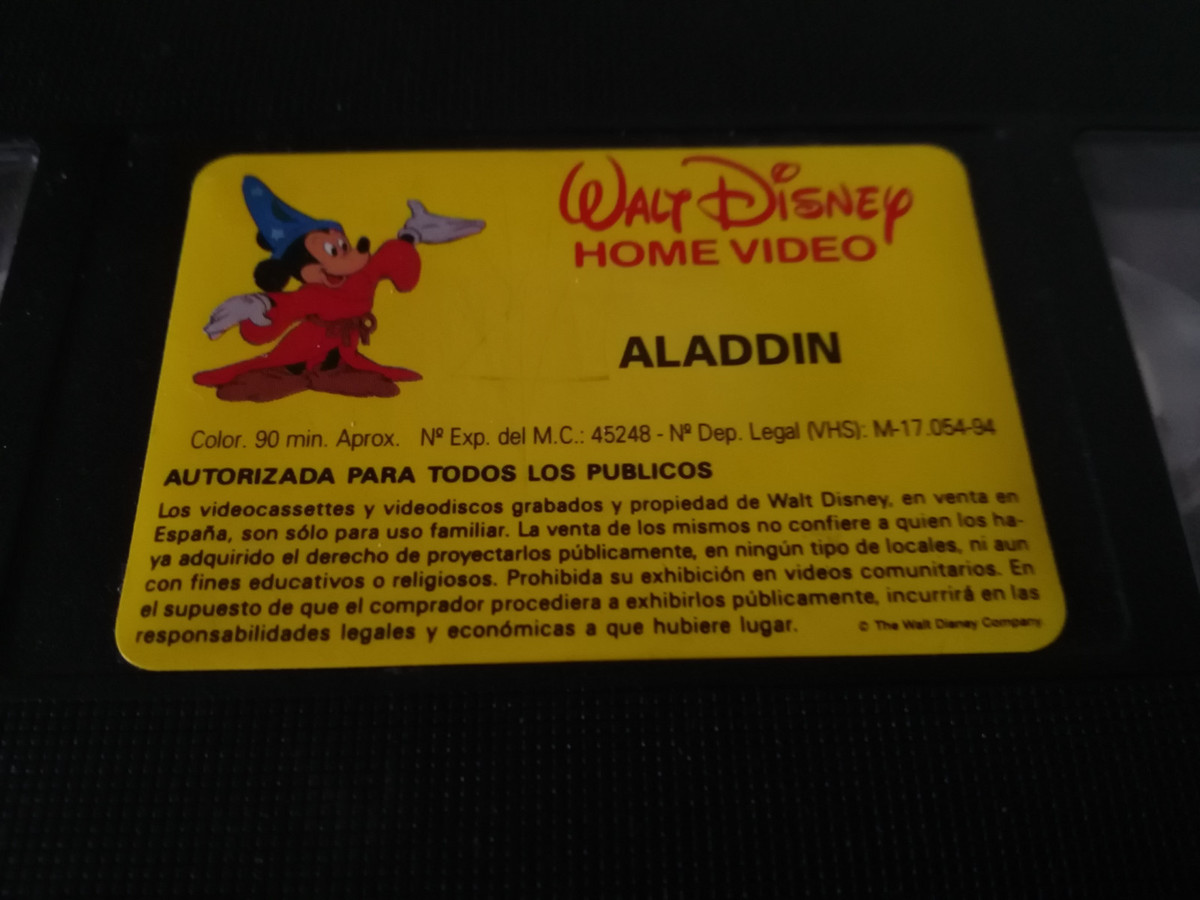 WALT DISNEY
HOME VIDEO
ALADDIN
Color. 90 min. Aprox. Nº Exp. del M.C.: 45248 - Nº Dep. Legal (VHS): M-17.054-94
AUTORIZADA PARA TODOS LOS PUBLICOS
Los videocassettes y videodiscos grabados y propiedad de Walt Disney, en venta en
España, son sólo para uso familiar. La venta de los mismos no confiere a quien los ha-
ya adquirido el derecho de proyectarlos públicamente, en ningún tipo de locales, ni aun
con fines educativos o religiosos. Prohibida su exhibición en videos comunitarios. En
el supuesto de que el comprador procediera a exhibirlos públicamente, incurrirá en las
responsabilidades legales y económicas a que hubiere lugar.
© The Walt Disney Company